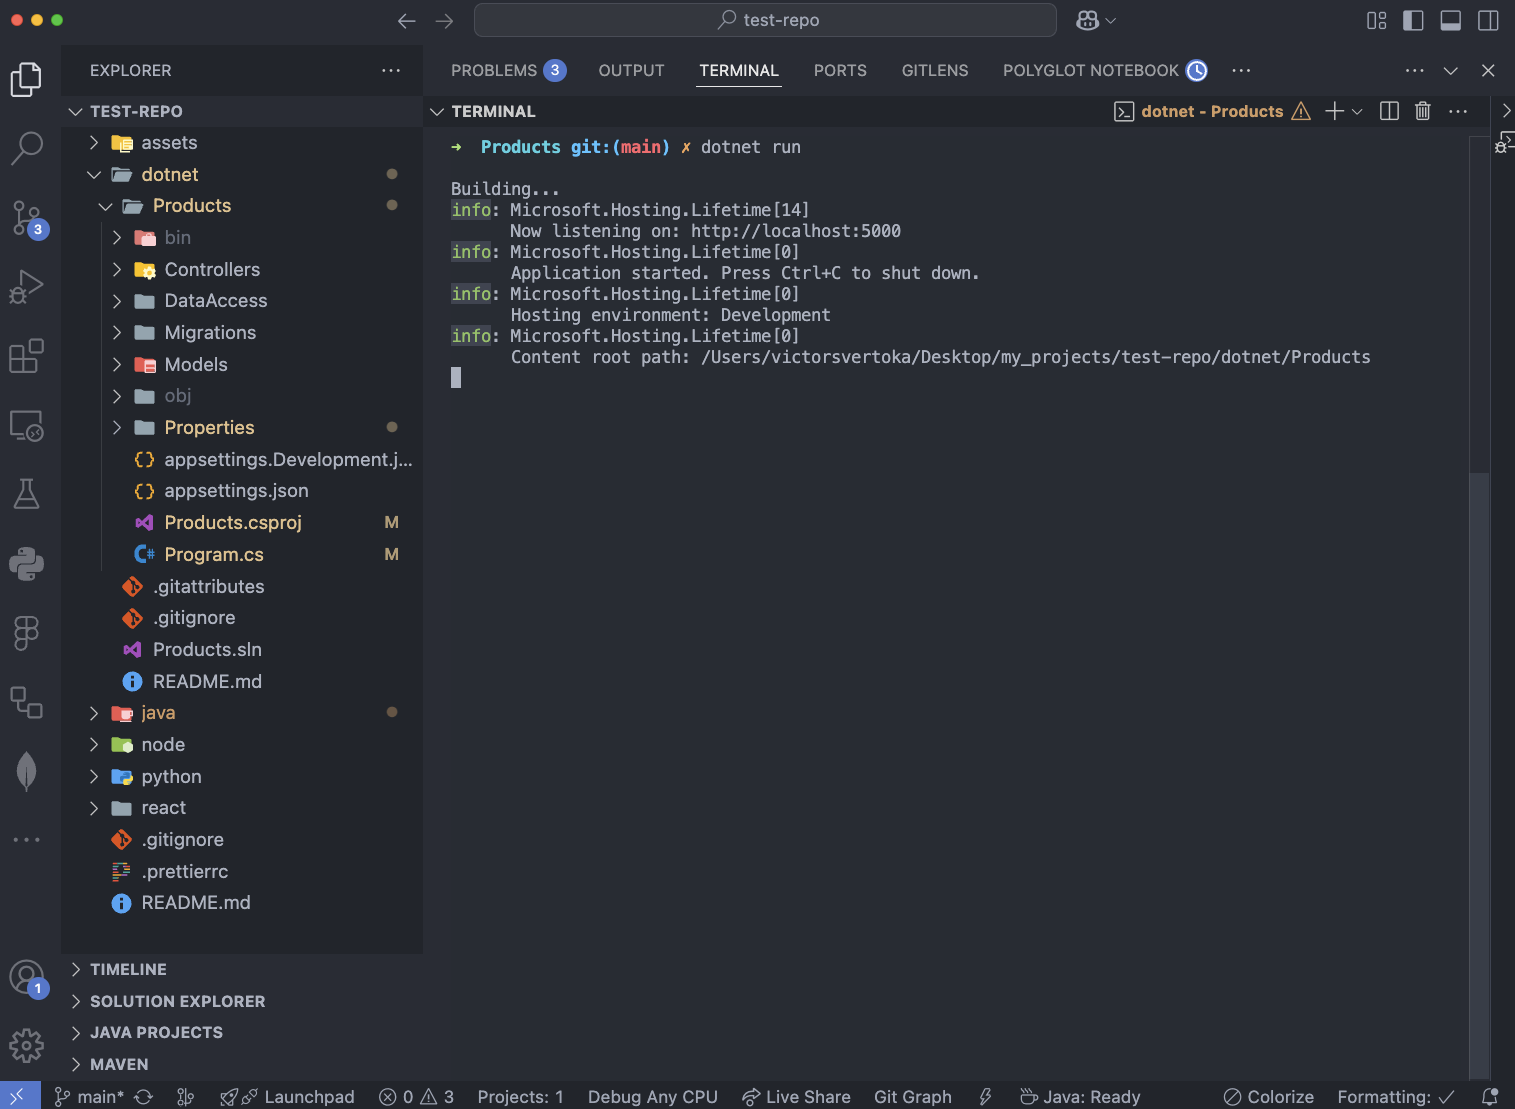 test-repo
EXPLORER
PROBLEMS 3 OUTPUT TERMINAL PORTS GITLENS POLYGLOT NOTEBOOK
TEST-REPO
assets
dotnet
Products
bin
Controllers
DataAccess
Migrations
Models
obj
Properties
appsettings.Development.j...
appsettings.json
Products.csproj M
Program.cs M
.gitattributes
.gitignore
Products.sln
README.md
java
node
python
react
.gitignore
.prettierrc
README.md
TIMELINE
SOLUTION EXPLORER
JAVA PROJECTS
MAVEN
3
1
TERMINAL
dotnet - Products
➜ Products git:(main) ✗ dotnet run
Building...
info: Microsoft.Hosting.Lifetime[14]
Now listening on: http://localhost:5000
info: Microsoft.Hosting.Lifetime[0]
Application started. Press Ctrl+C to shut down.
info: Microsoft.Hosting.Lifetime[0]
Hosting environment: Development
info: Microsoft.Hosting.Lifetime[0]
Content root path: /Users/victorsvertoka/Desktop/my_projects/test-repo/dotnet/Products
main* Launchpad 0 3 Projects: 1 Debug Any CPU Live Share Git Graph Java: Ready Colorize Formatting: ✓